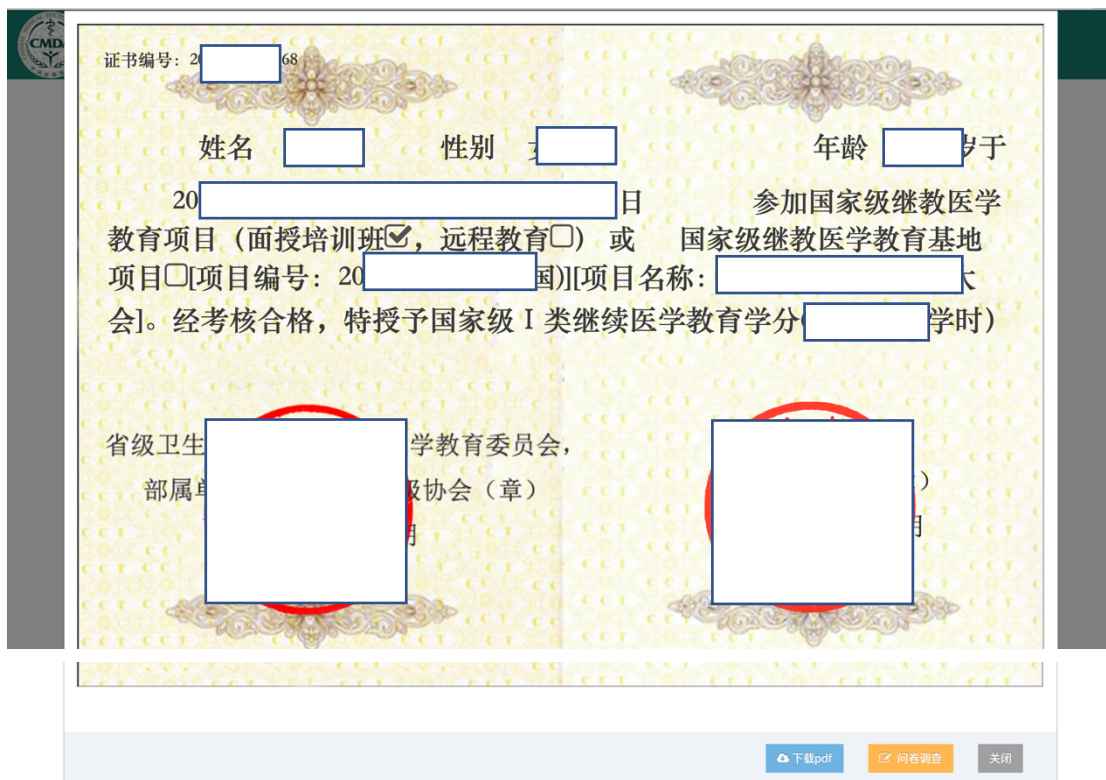 CMDA
证书编号：2 68
姓名 性别 年龄 岁于
20 日 参加国家级继教医学
教育项目（面授培训班☑，远程教育☐）或 国家级继教医学教育基地
项目☐[项目编号：20 国)][项目名称： 大
会]。经考核合格，特授予国家级Ⅰ类继续医学教育学分( 学时）
省级卫生 学教育委员会，
部属单 级协会（章）
）
月
月
下载pdf 问卷调查 关闭